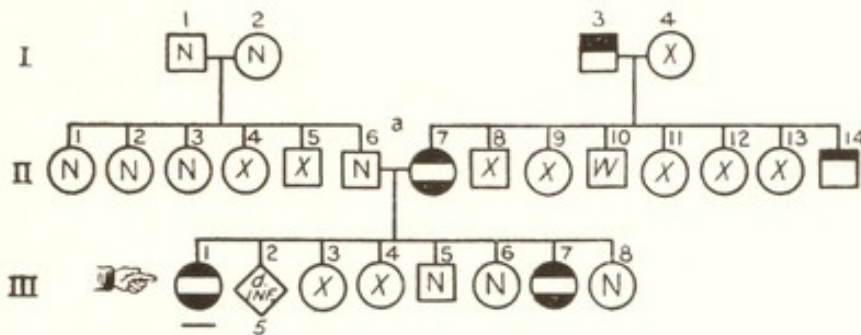 1 2 3 4
I N N X
a
1 2 3 4 5 6 7 8 9 10 11 12 13 14
II N N N X X N X X W X X X
1 2 3 4 5 6 7 8
III d. INF. X X N N N
5